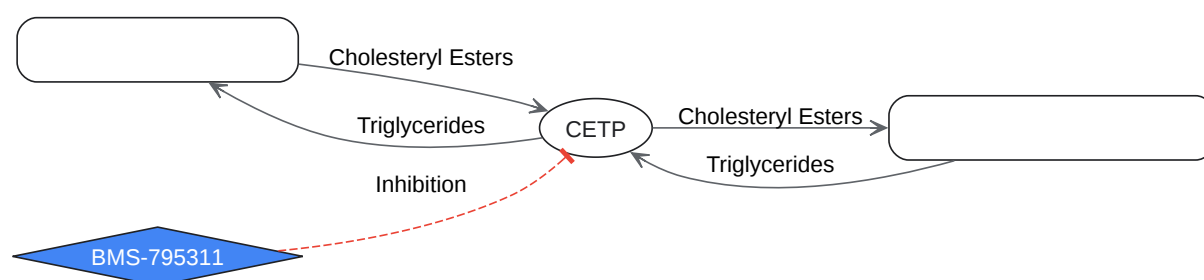 Cholesteryl Esters
Triglycerides
CETP
Cholesteryl Esters
Triglycerides
Inhibition
BMS-795311